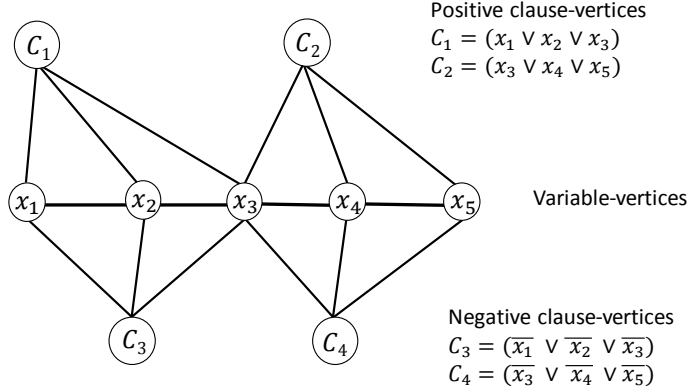 Positive clause-vertices
C₁ = (x₁ ∨ x₂ ∨ x₃)
C₂ = (x₃ ∨ x₄ ∨ x₅)
C₁
C₂
x₁
x₂
x₃
x₄
x₅
Variable-vertices
C₃
C₄
Negative clause-vertices
C₃ = (x̅₁ ∨ x̅₂ ∨ x̅₃)
C₄ = (x̅₃ ∨ x̅₄ ∨ x̅₅)